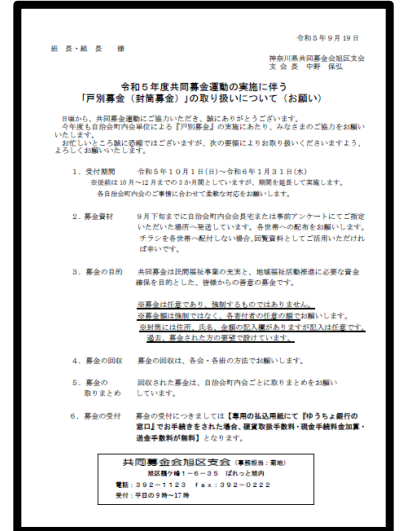 令和５年９月19日
班　長・組　長　　様
神奈川県共同募金会旭区支会
支　会　長　　中野　保弘
令和５年度共同募金運動の実施に伴う
「戸別募金（封筒募金）」の取り扱いについて（お願い）
日頃から、共同募金運動にご協力いただき、誠にありがとうございます。
今年度も自治会町内会単位による『戸別募金』の実施にあたり、みなさまのご協力をお願い
いたします。
お忙しいところ誠に恐縮ではございますが、次の要領によりお取り扱いくださいますよう、
よろしくお願いいたします。
１．受付期間　　令和５年１０月１日(日)～令和６年１月３１日(水)
※従前は10月～12月までの３か月間としていますが、期間を延長して実施します。
各自治会町内会のご事情に合わせて柔軟な対応をお願いします。
２．募金資材　　９月下旬までに自治会町内会会長宅または事前アンケートにてご指定
いただいた場所へ発送しています。各世帯への配布をお願いします。
チラシを各世帯へ配付しない場合、回覧資料としてご活用いただけれ
ば幸いです。
３．募金の目的　　共同募金は民間福祉事業の充実と、地域福祉活動推進に必要な資金
確保を目的とした、皆様からの善意の募金です。
※募金は任意であり、強制するものではありません。
※募金額は強制ではなく、各寄付者の任意の額でお願いします。
※封筒には住所、氏名、金額の記入欄がありますが記入は任意です。
過去、募金された方の要望で設けています。
４．募金の回収　　募金の回収は、各会・各班の方法でお願いします。
５．募金の　　回収された募金は、自治会町内会ごとに取りまとめをお願い
取りまとめ　　しています。
６．募金の受付　　募金の受付につきましては【専用の払込用紙にて『ゆうちょ銀行の
窓口』でお手続きをされた場合、硬貨取扱手数料・現金手続料金加算・
送金手数料が無料】となります。
共同募金会旭区支会（事務担当：菊地）
旭区鶴ケ峰１－６－３５　ぱれっと旭内
電話：３９２－１１２３　ｆａｘ：３９２－０２２２
受付：平日の９時～17時